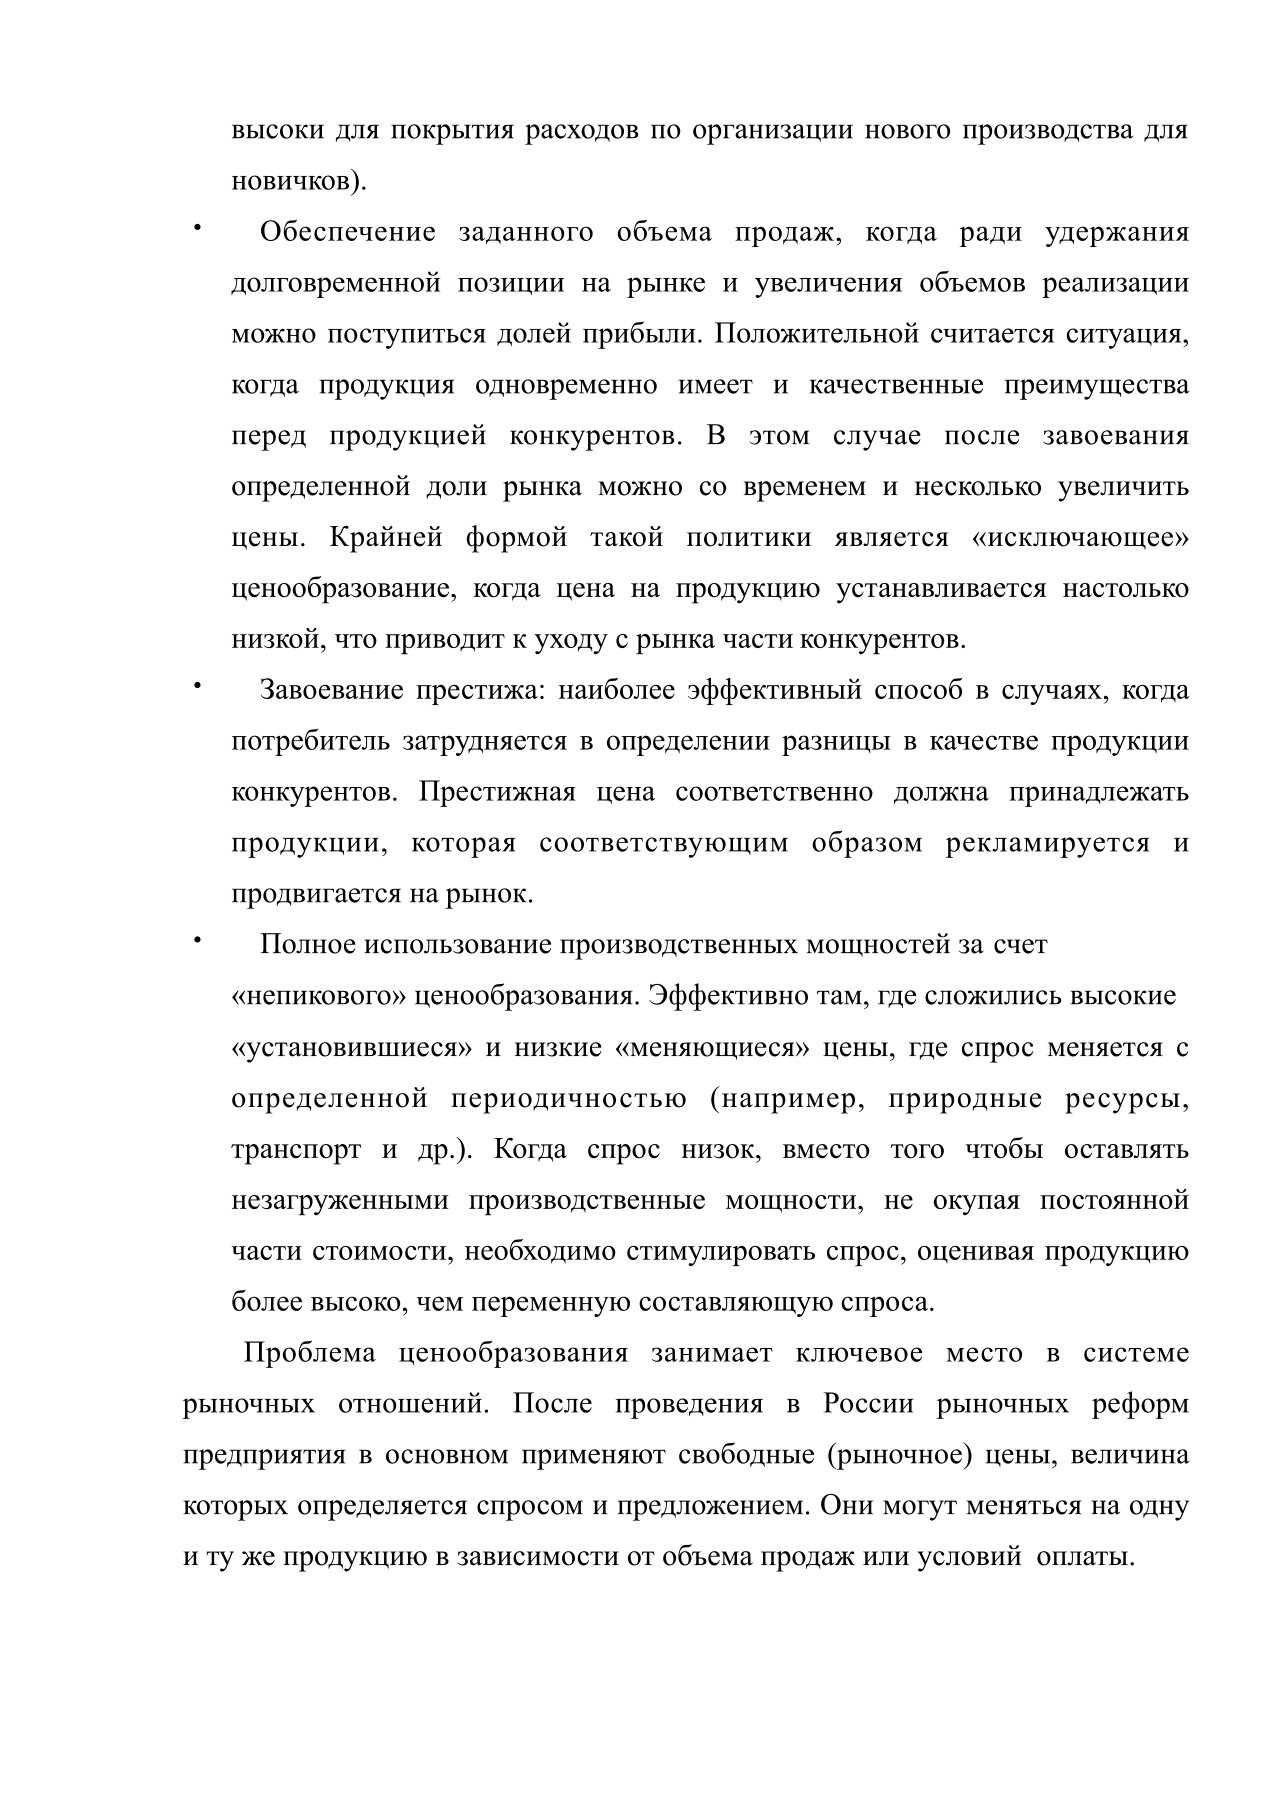 высоки для покрытия расходов по организации нового производства для
новичков).
• Обеспечение заданного объема продаж, когда ради удержания
долговременной позиции на рынке и увеличения объемов реализации
можно поступиться долей прибыли. Положительной считается ситуация,
когда продукция одновременно имеет и качественные преимущества
перед продукцией конкурентов. В этом случае после завоевания
определенной доли рынка можно со временем и несколько увеличить
цены. Крайней формой такой политики является «исключающее»
ценообразование, когда цена на продукцию устанавливается настолько
низкой, что приводит к уходу с рынка части конкурентов.
• Завоевание престижа: наиболее эффективный способ в случаях, когда
потребитель затрудняется в определении разницы в качестве продукции
конкурентов. Престижная цена соответственно должна принадлежать
продукции, которая соответствующим образом рекламируется и
продвигается на рынок.
• Полное использование производственных мощностей за счет
«непикового» ценообразования. Эффективно там, где сложились высокие
«установившиеся» и низкие «меняющиеся» цены, где спрос меняется с
определенной периодичностью (например, природные ресурсы,
транспорт и др.). Когда спрос низок, вместо того чтобы оставлять
незагруженными производственные мощности, не окупая постоянной
части стоимости, необходимо стимулировать спрос, оценивая продукцию
более высоко, чем переменную составляющую спроса.
Проблема ценообразования занимает ключевое место в системе
рыночных отношений. После проведения в России рыночных реформ
предприятия в основном применяют свободные (рыночное) цены, величина
которых определяется спросом и предложением. Они могут меняться на одну
и ту же продукцию в зависимости от объема продаж или условий оплаты.